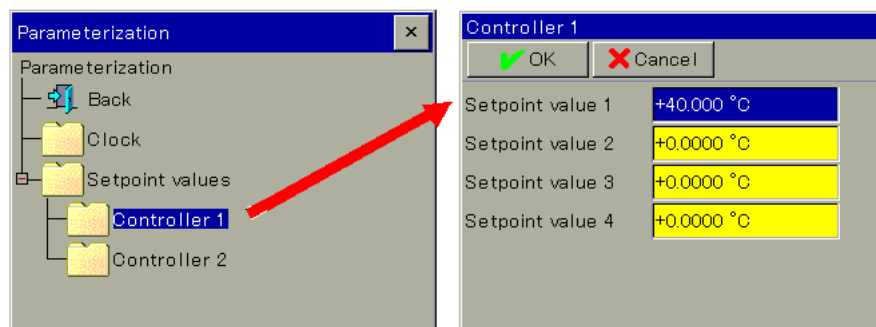 Parameterization
Parameterization
Back
Clock
Setpoint values
Controller 1
Controller 2
Controller 1
OK Cancel
Setpoint value 1 +40.000 °C
Setpoint value 2 +0.0000 °C
Setpoint value 3 +0.0000 °C
Setpoint value 4 +0.0000 °C